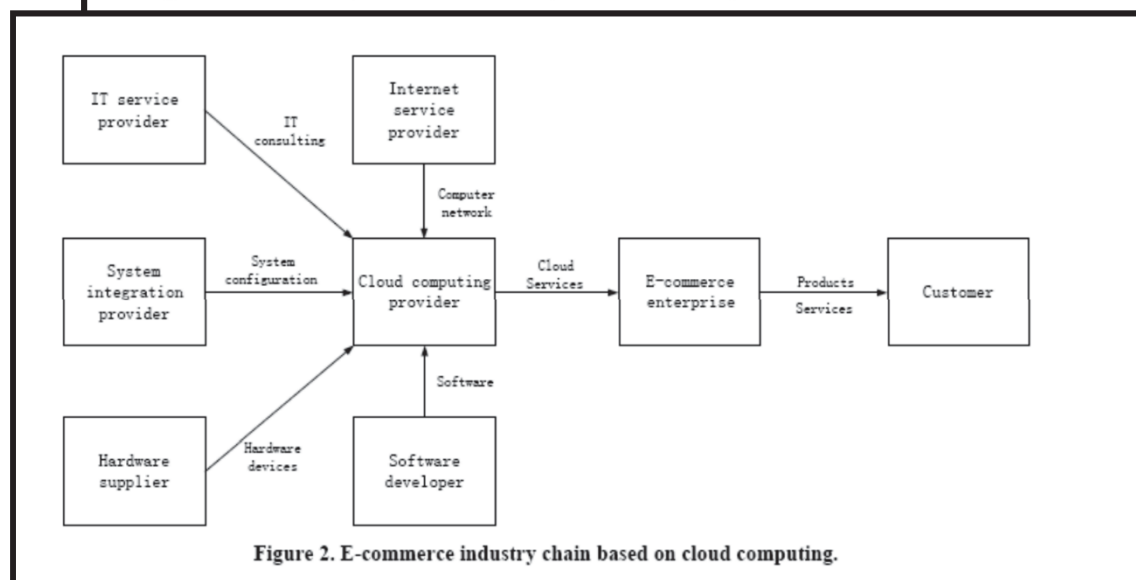 IT service
provider
Internet
service
provider
IT
consulting
Computer
network
System
integration
provider
System
configuration
Cloud computing
provider
Cloud
Services
E-commerce
enterprise
Products
Services
Customer
Software
Hardware
supplier
Hardware
devices
Software
developer
Figure 2. E-commerce industry chain based on cloud computing.